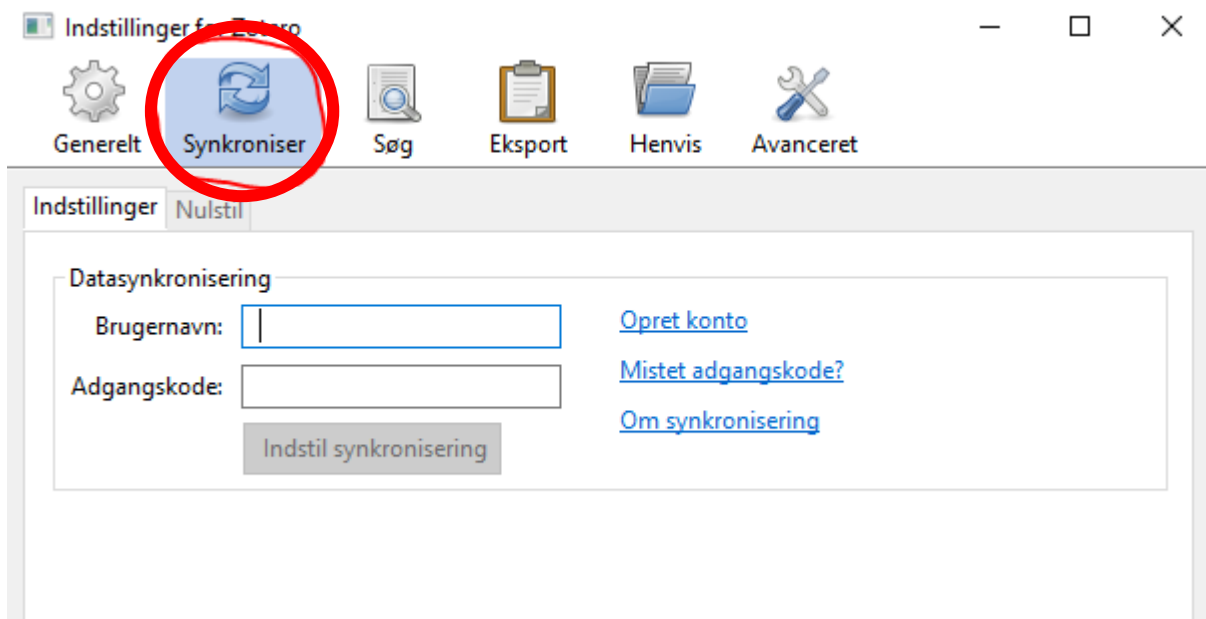 Indstillinger for Zotero
Generelt Synkroniser Søg Eksport Henvis Avanceret
Indstillinger Nulstil
Datasynkronisering
Brugernavn: Opret konto
Adgangskode: Mistet adgangskode?
Om synkronisering
Indstil synkronisering